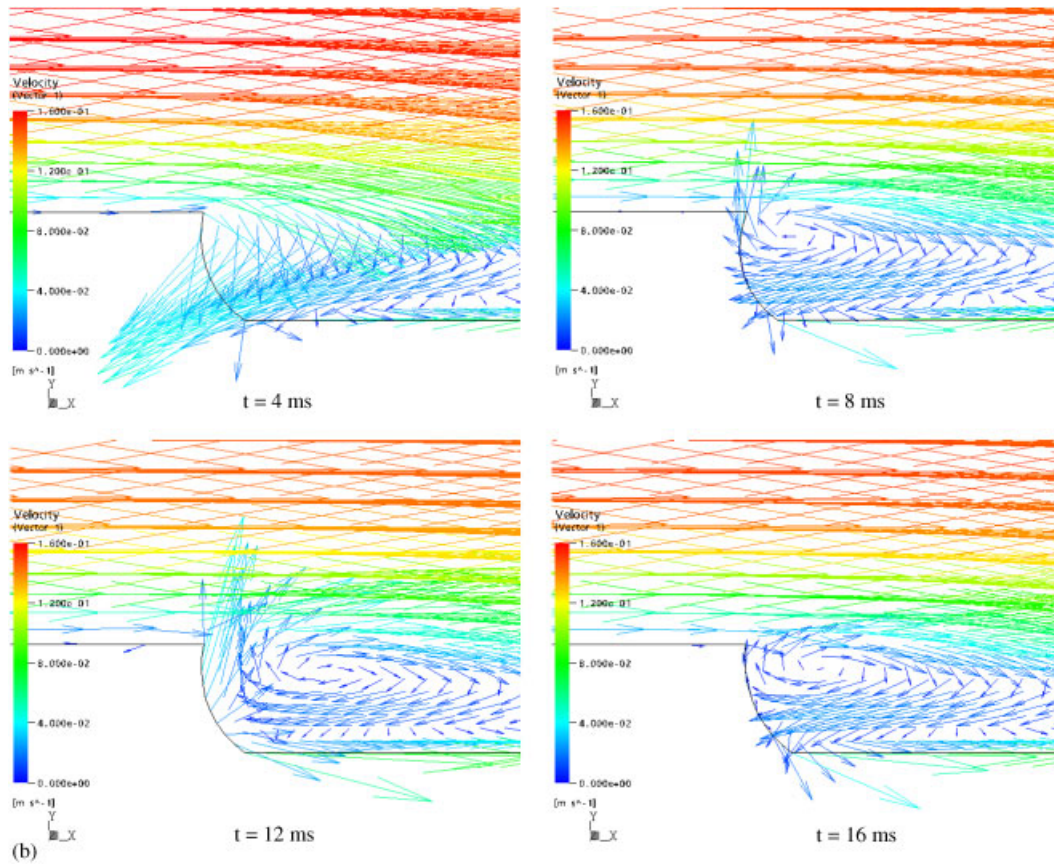 Velocity
(Vector 1)
1.600e-01
1.200e-01
8.000e-02
4.000e-02
0.000e+00
[m s^-1]
Y
X
t = 4 ms
Velocity
(Vector 1)
1.600e-01
1.200e-01
8.000e-02
4.000e-02
0.000e+00
[m s^-1]
Y
X
t = 8 ms
Velocity
(Vector 1)
1.600e-01
1.200e-01
8.000e-02
4.000e-02
0.000e+00
[m s^-1]
Y
X
t = 12 ms
Velocity
(Vector 1)
1.600e-01
1.200e-01
8.000e-02
4.000e-02
0.000e+00
[m s^-1]
Y
X
t = 16 ms
(b)